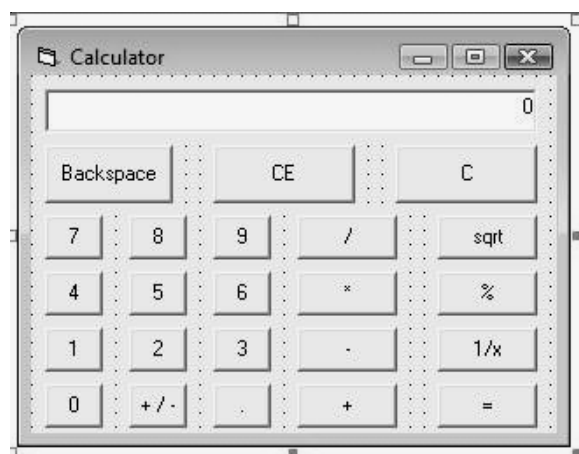 Calculator
0
Backspace CE C
7 8 9 / sqrt
4 5 6 * %
1 2 3 - 1/x
0 +/- . + =